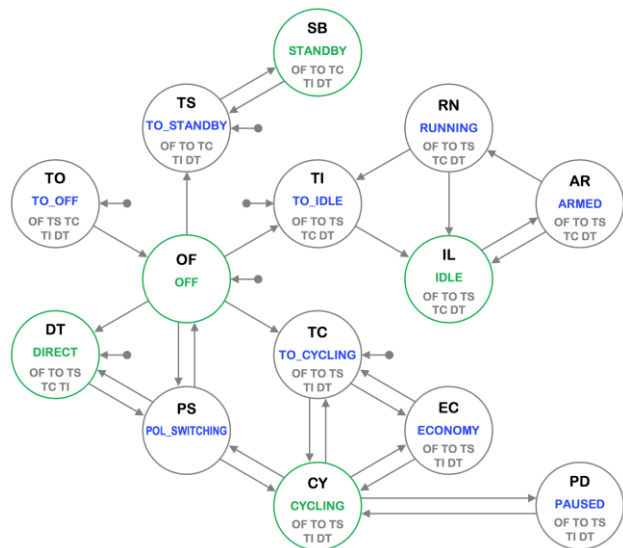 SB
STANDBY
OF TO TC
TI DT
TS
TO_STANDBY
OF TO TC
TI DT
RN
RUNNING
OF TO TS
TC DT
TO
TO_OFF
OF TS TC
TI DT
TI
TO_IDLE
OF TO TS
TC DT
AR
ARMED
OF TO TS
TC DT
OF
OFF
IL
IDLE
OF TO TS
TC DT
DT
DIRECT
OF TO TS
TC TI
TC
TO_CYCLING
OF TO TS
TI DT
PS
POL_SWITCHING
EC
ECONOMY
OF TO TS
TI DT
CY
CYCLING
OF TO TS
TI DT
PD
PAUSED
OF TO TS
TI DT